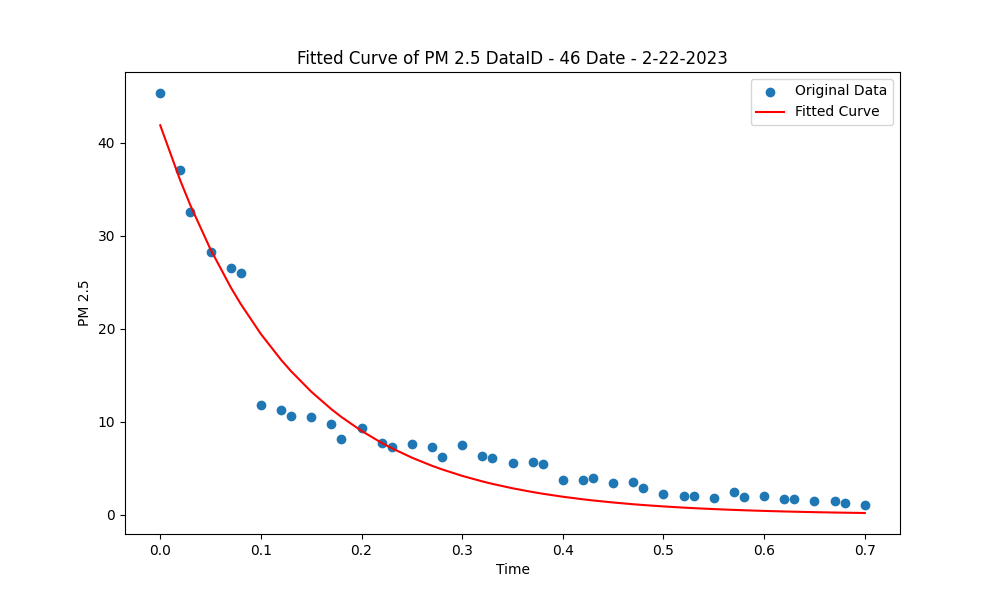 Fitted Curve of PM 2.5 DataID - 46 Date - 2-22-2023
Original Data
Fitted Curve
PM 2.5
40
30
20
10
0
0.0 0.1 0.2 0.3 0.4 0.5 0.6 0.7
Time